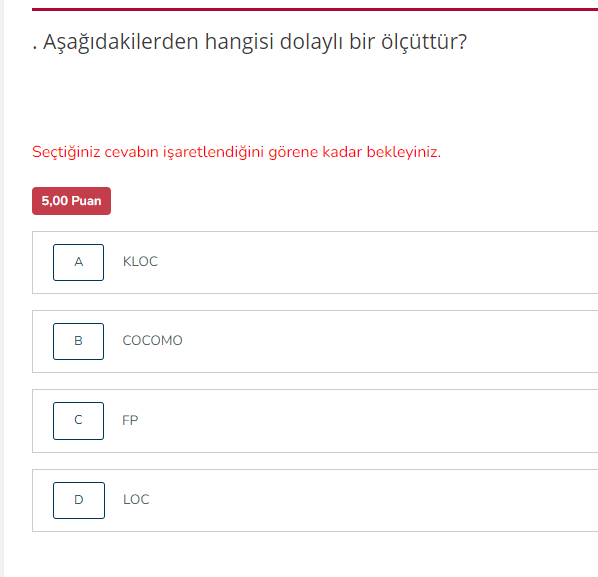 . Aşağıdakilerden hangisi dolaylı bir ölçüttür?
Seçtiğiniz cevabın işaretlendiğini görene kadar bekleyiniz.
5,00 Puan
A KLOC
B COCOMO
C FP
D LOC